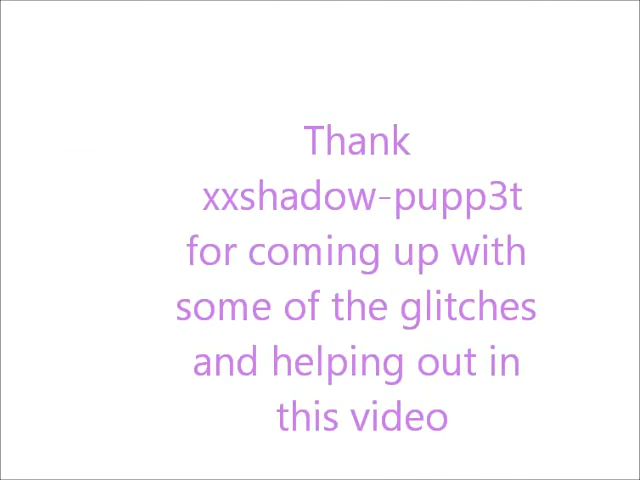 Thank
xxshadow-pupp3t
for coming up with
some of the glitches
and helping out in
this video